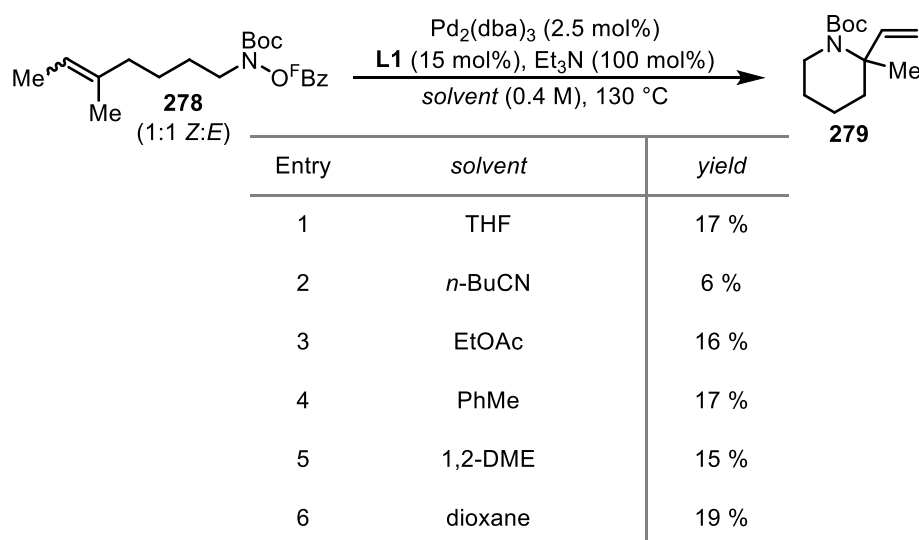 Pd2(dba)3 (2.5 mol%)
L1 (15 mol%), Et3N (100 mol%)
solvent (0.4 M), 130 °C
Me
Me
278
(1:1 Z:E)
Boc
N
OFBz
Boc
N
Me
279
Entry solvent yield
1 THF 17 %
2 n-BuCN 6 %
3 EtOAc 16 %
4 PhMe 17 %
5 1,2-DME 15 %
6 dioxane 19 %